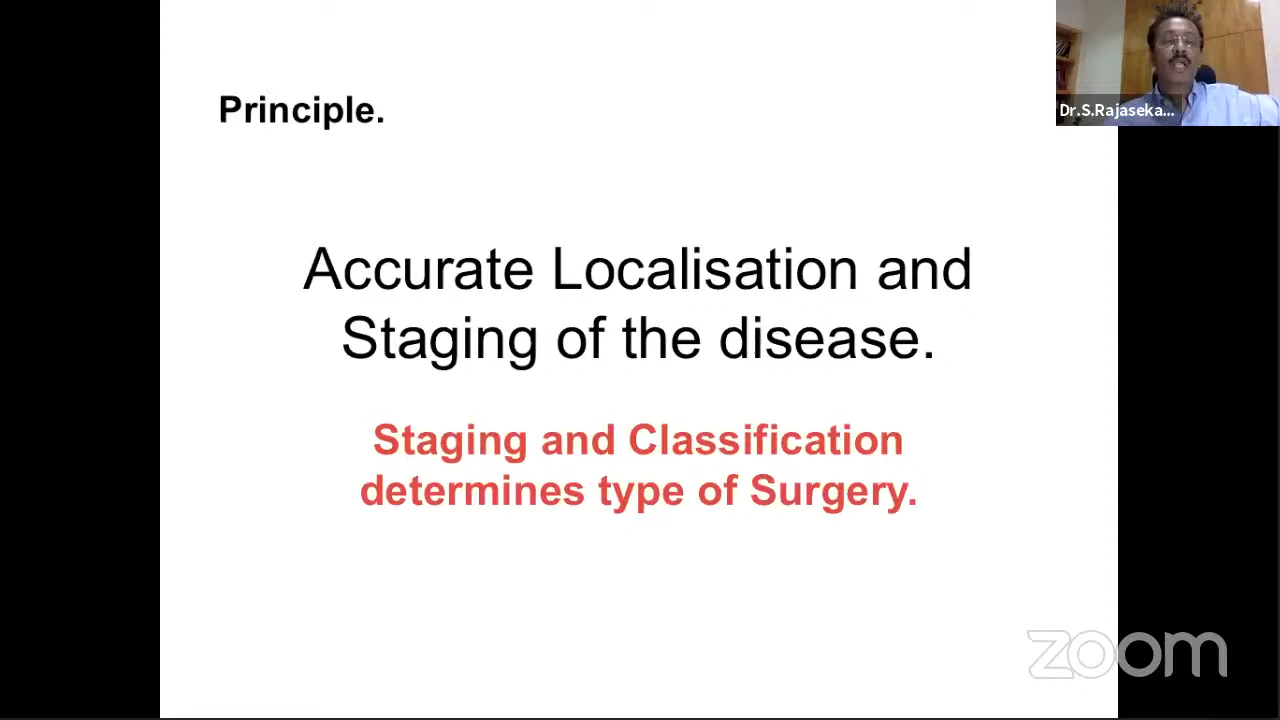 Principle.
Dr.S.Rajaseka...
Accurate Localisation and
Staging of the disease.
Staging and Classification
determines type of Surgery.
zoom